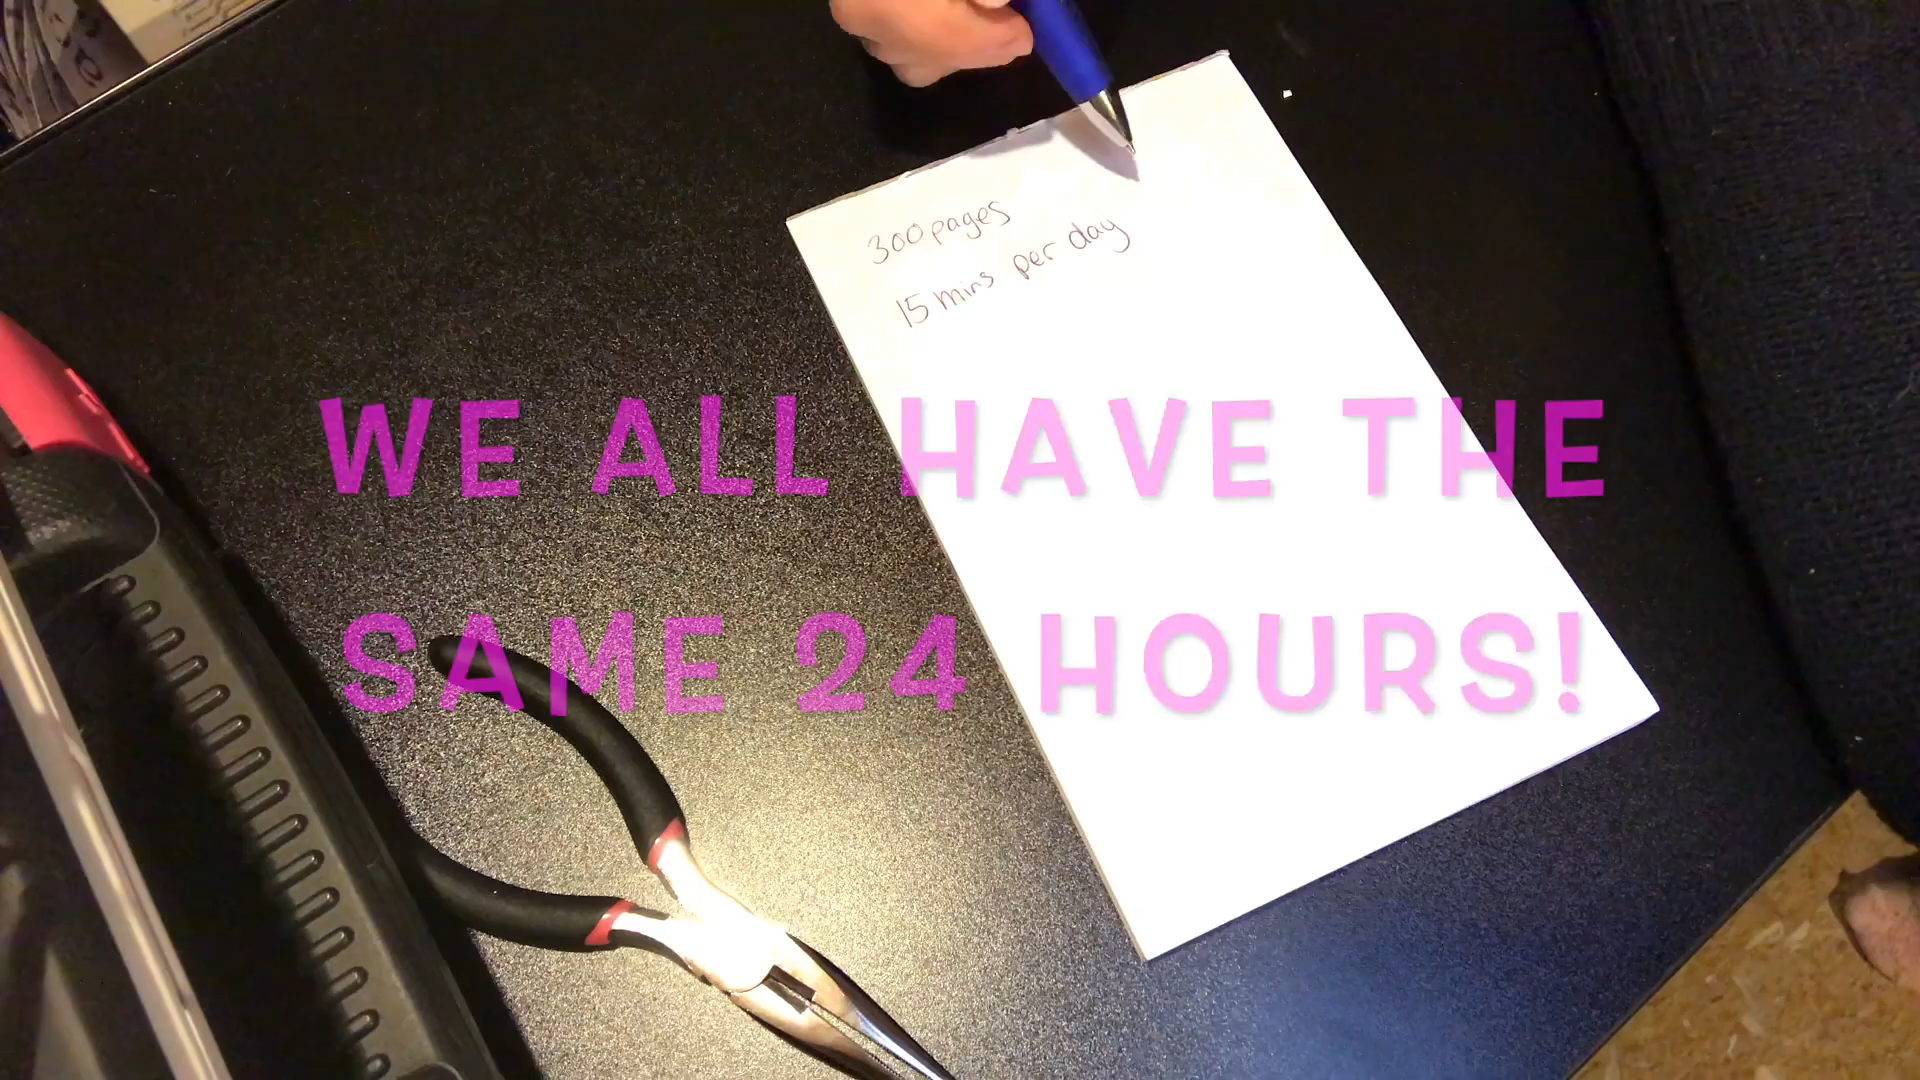 300 pages
15 mins per day
WE ALL HAVE THE
SAME 24 HOURS!